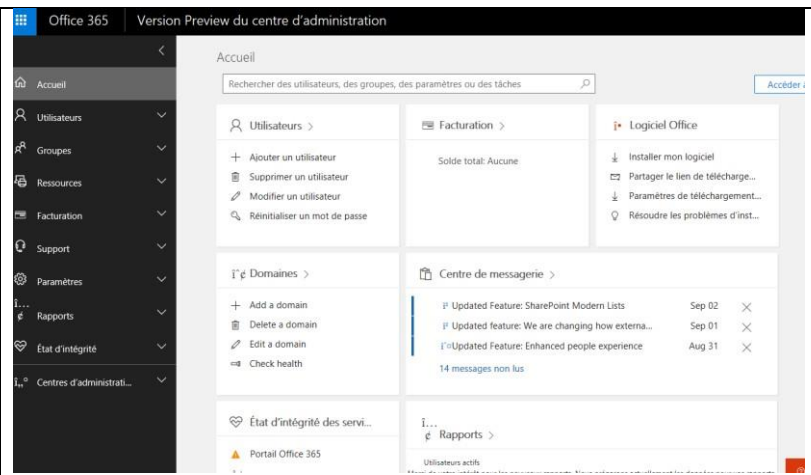 Office 365
Version Preview du centre d'administration
Accueil
Utilisateurs
Groupes
Ressources
Facturation
Support
Paramètres
Rapports
État d'intégrité
Centres d'administrati...
Accueil
Rechercher des utilisateurs, des groupes, des paramètres ou des tâches
Accéder
Utilisateurs >
+ Ajouter un utilisateur
Supprimer un utilisateur
Modifier un utilisateur
Réinitialiser un mot de passe
Facturation >
Solde total: Aucune
Logiciel Office
Installer mon logiciel
Partager le lien de télécharge...
Paramètres de téléchargement...
Résoudre les problèmes d'inst...
Domaines >
+ Add a domain
Delete a domain
Edit a domain
Check health
Centre de messagerie >
Updated Feature: SharePoint Modern Lists Sep 02
Updated feature: We are changing how externa... Sep 01
Updated Feature: Enhanced people experience Aug 31
14 messages non lus
État d'intégrité des servi...
Portail Office 365
Rapports >
Utilisateurs actifs